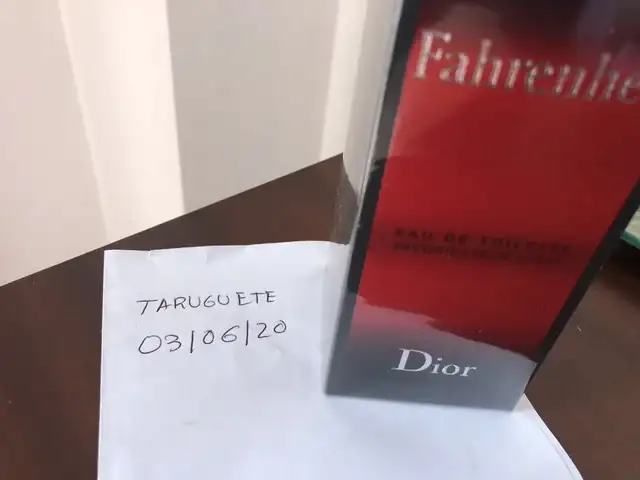 Fahrenhe
EAU DE TOILETTE
Dior
TARUGUETE
03/06/20